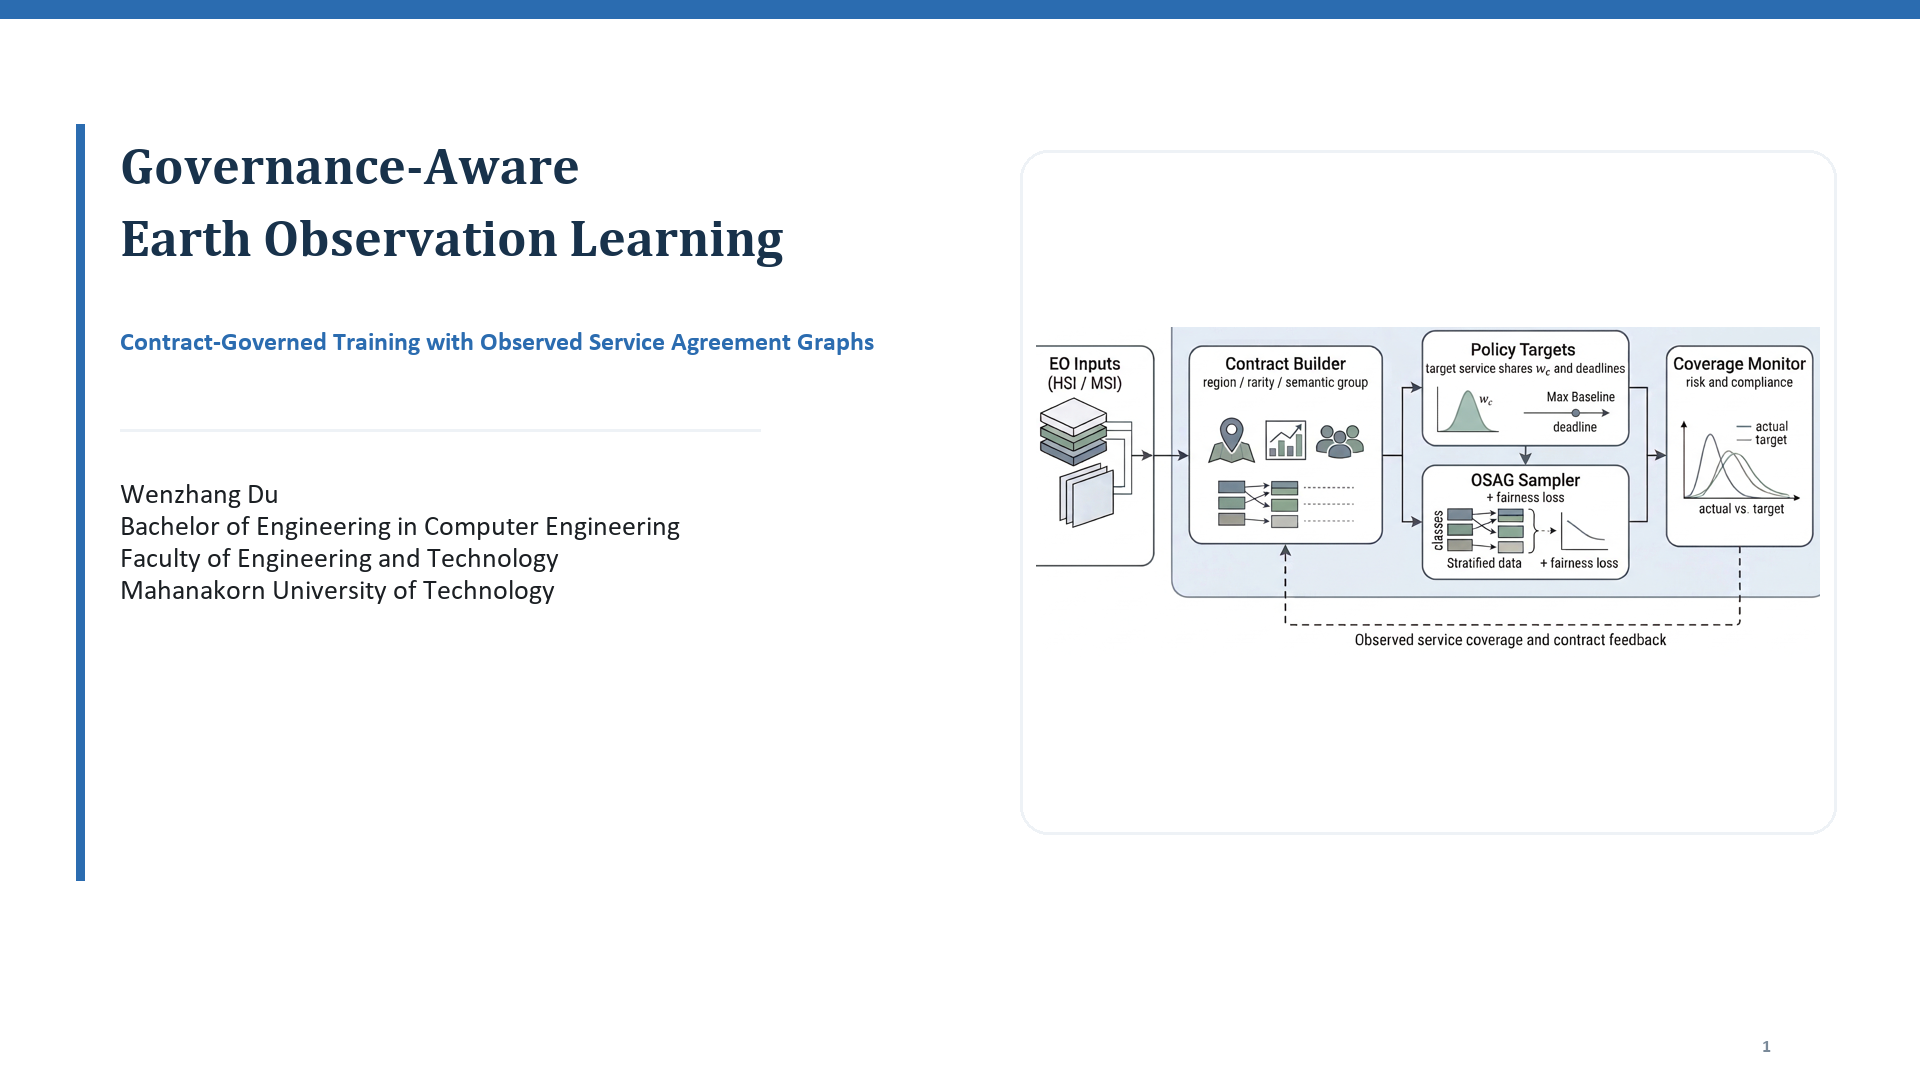 Governance-Aware
Earth Observation Learning
Contract-Governed Training with Observed Service Agreement Graphs
Wenzhang Du
Bachelor of Engineering in Computer Engineering
Faculty of Engineering and Technology
Mahanakorn University of Technology
EO Inputs
(HSI / MSI)
Contract Builder
region / rarity / semantic group
Policy Targets
target service shares w_c and deadlines
w_c
Max Baseline
deadline
OSAG Sampler
+ fairness loss
classes
Stratified data
+ fairness loss
Coverage Monitor
risk and compliance
actual
target
actual vs. target
Observed service coverage and contract feedback
1